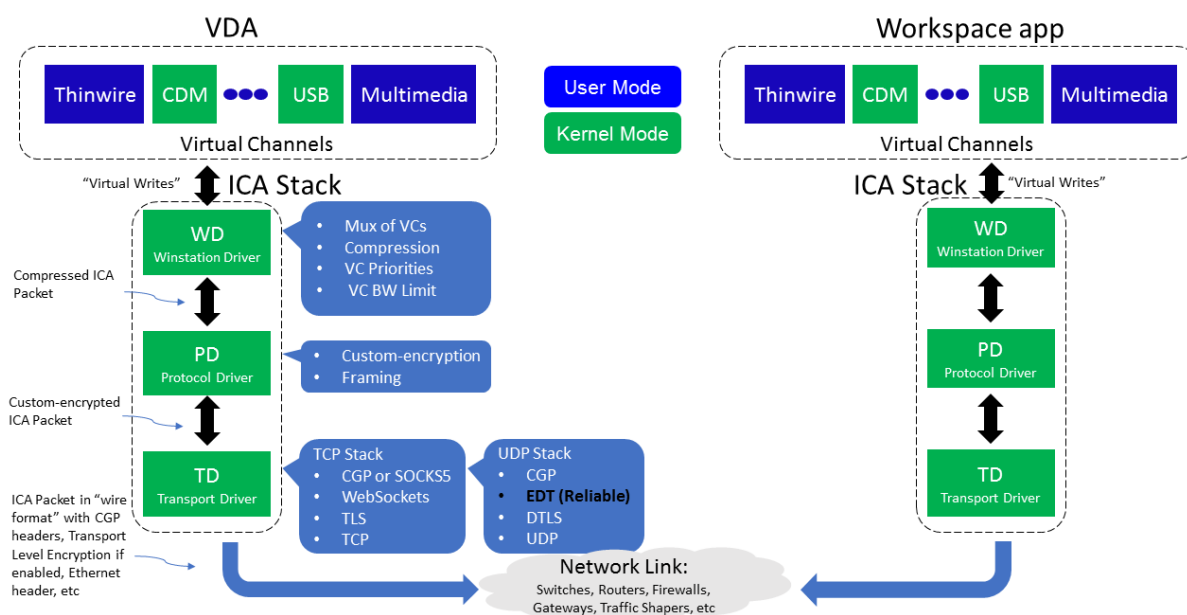 VDA
Workspace app
Thinwire
CDM
USB
Multimedia
Virtual Channels
User Mode
Kernel Mode
Thinwire
CDM
USB
Multimedia
Virtual Channels
“Virtual Writes”
ICA Stack
ICA Stack
“Virtual Writes”
WD
Winstation Driver
• Mux of VCs
• Compression
• VC Priorities
• VC BW Limit
Compressed ICA
Packet
PD
Protocol Driver
• Custom-encryption
• Framing
Custom-encrypted
ICA Packet
TD
Transport Driver
TCP Stack
• CGP or SOCKS5
• WebSockets
• TLS
• TCP
UDP Stack
• CGP
• EDT (Reliable)
• DTLS
• UDP
ICA Packet in “wire
format” with CGP
headers, Transport
Level Encryption if
enabled, Ethernet
header, etc
WD
Winstation Driver
PD
Protocol Driver
TD
Transport Driver
Network Link:
Switches, Routers, Firewalls,
Gateways, Traffic Shapers, etc